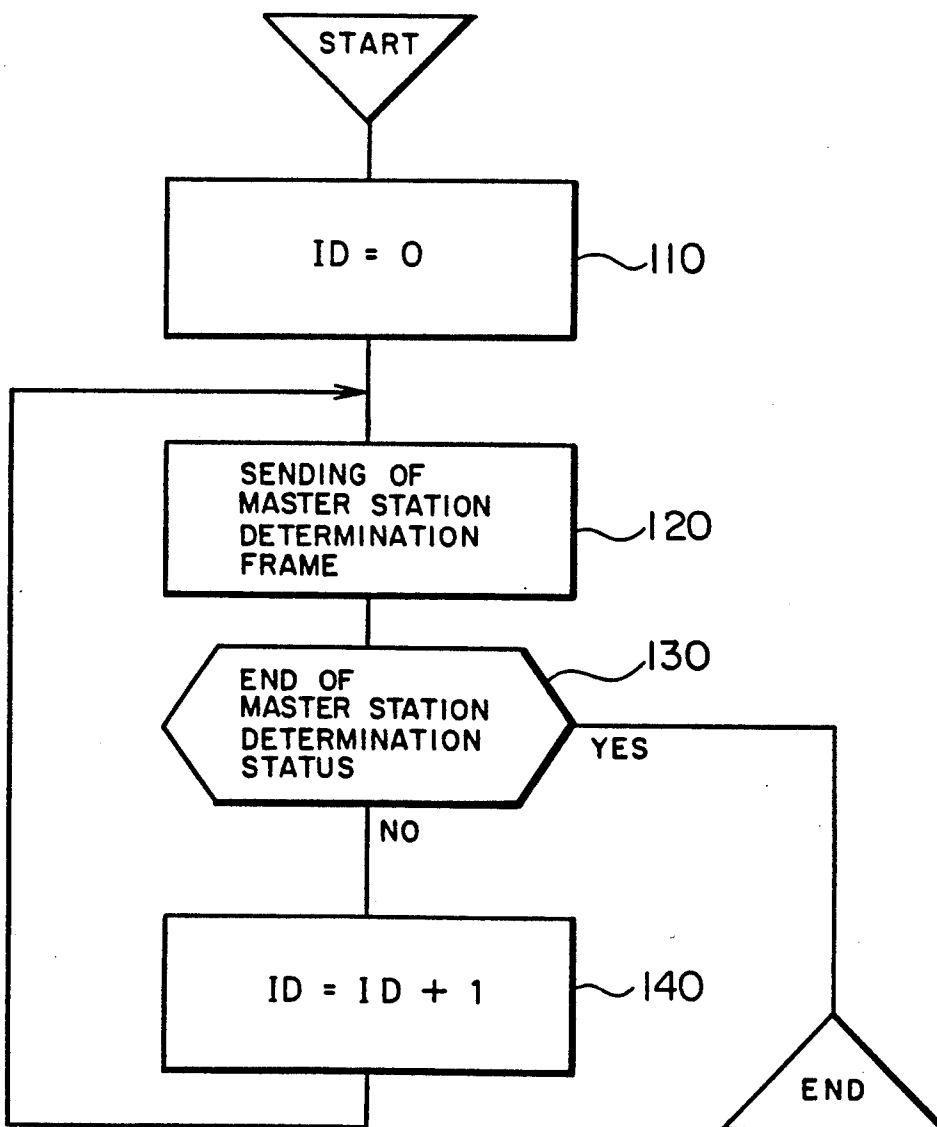 START
ID = 0
110
SENDING OF
MASTER STATION
DETERMINATION
FRAME
120
130
END OF
MASTER STATION
DETERMINATION
STATUS
YES
NO
ID = ID + 1
140
END